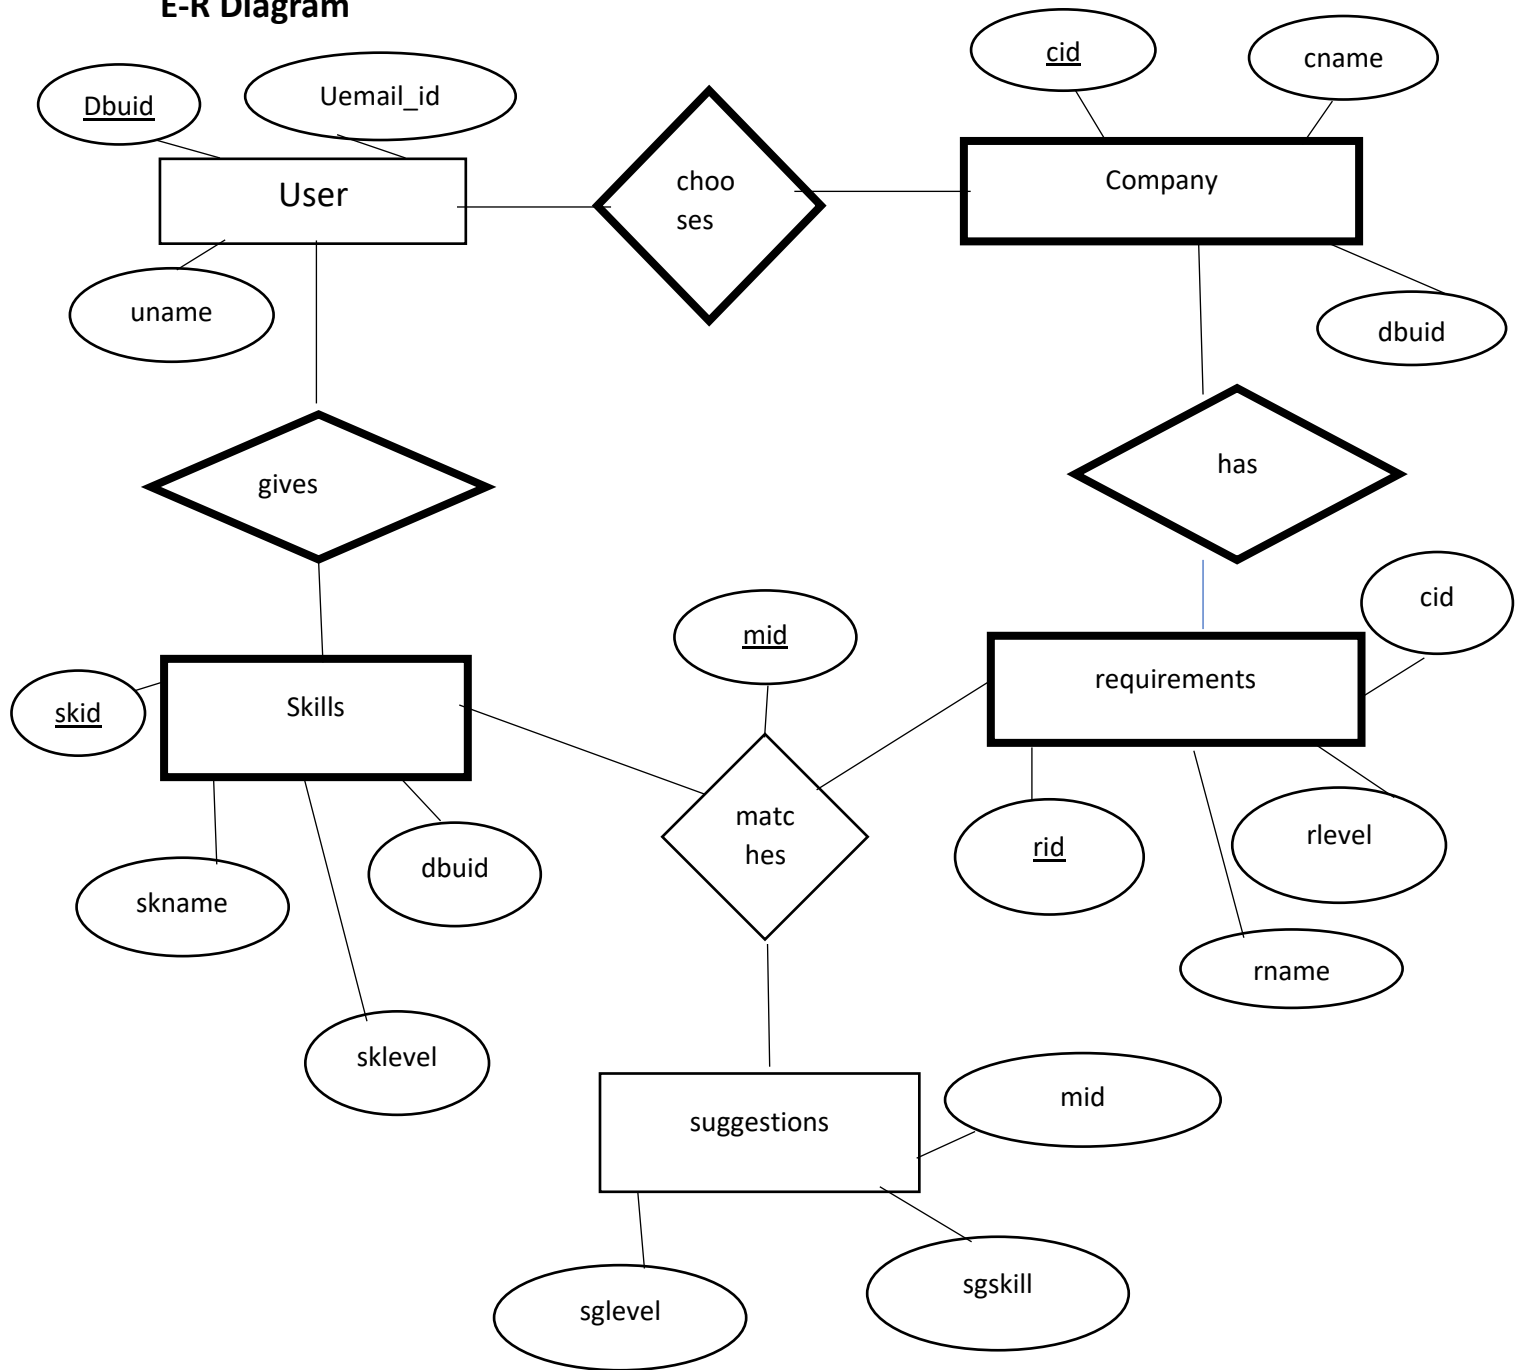 E-R Diagram
cid
cname
Dbuid
Uemail_id
User
choo
ses
Company
uname
dbuid
gives
has
mid
cid
skid
Skills
requirements
matc
hes
rid
rlevel
skname
dbuid
rname
sklevel
suggestions
mid
sglevel
sgskill